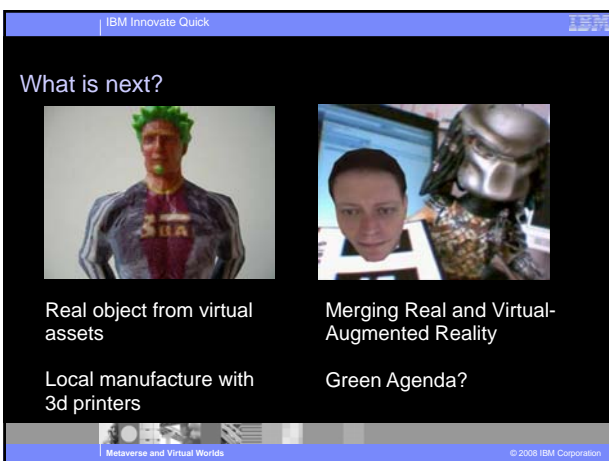 IBM Innovate Quick
IBM
What is next?
Real object from virtual
assets
Local manufacture with
3d printers
Merging Real and Virtual-
Augmented Reality
Green Agenda?
Metaverse and Virtual Worlds
© 2008 IBM Corporation